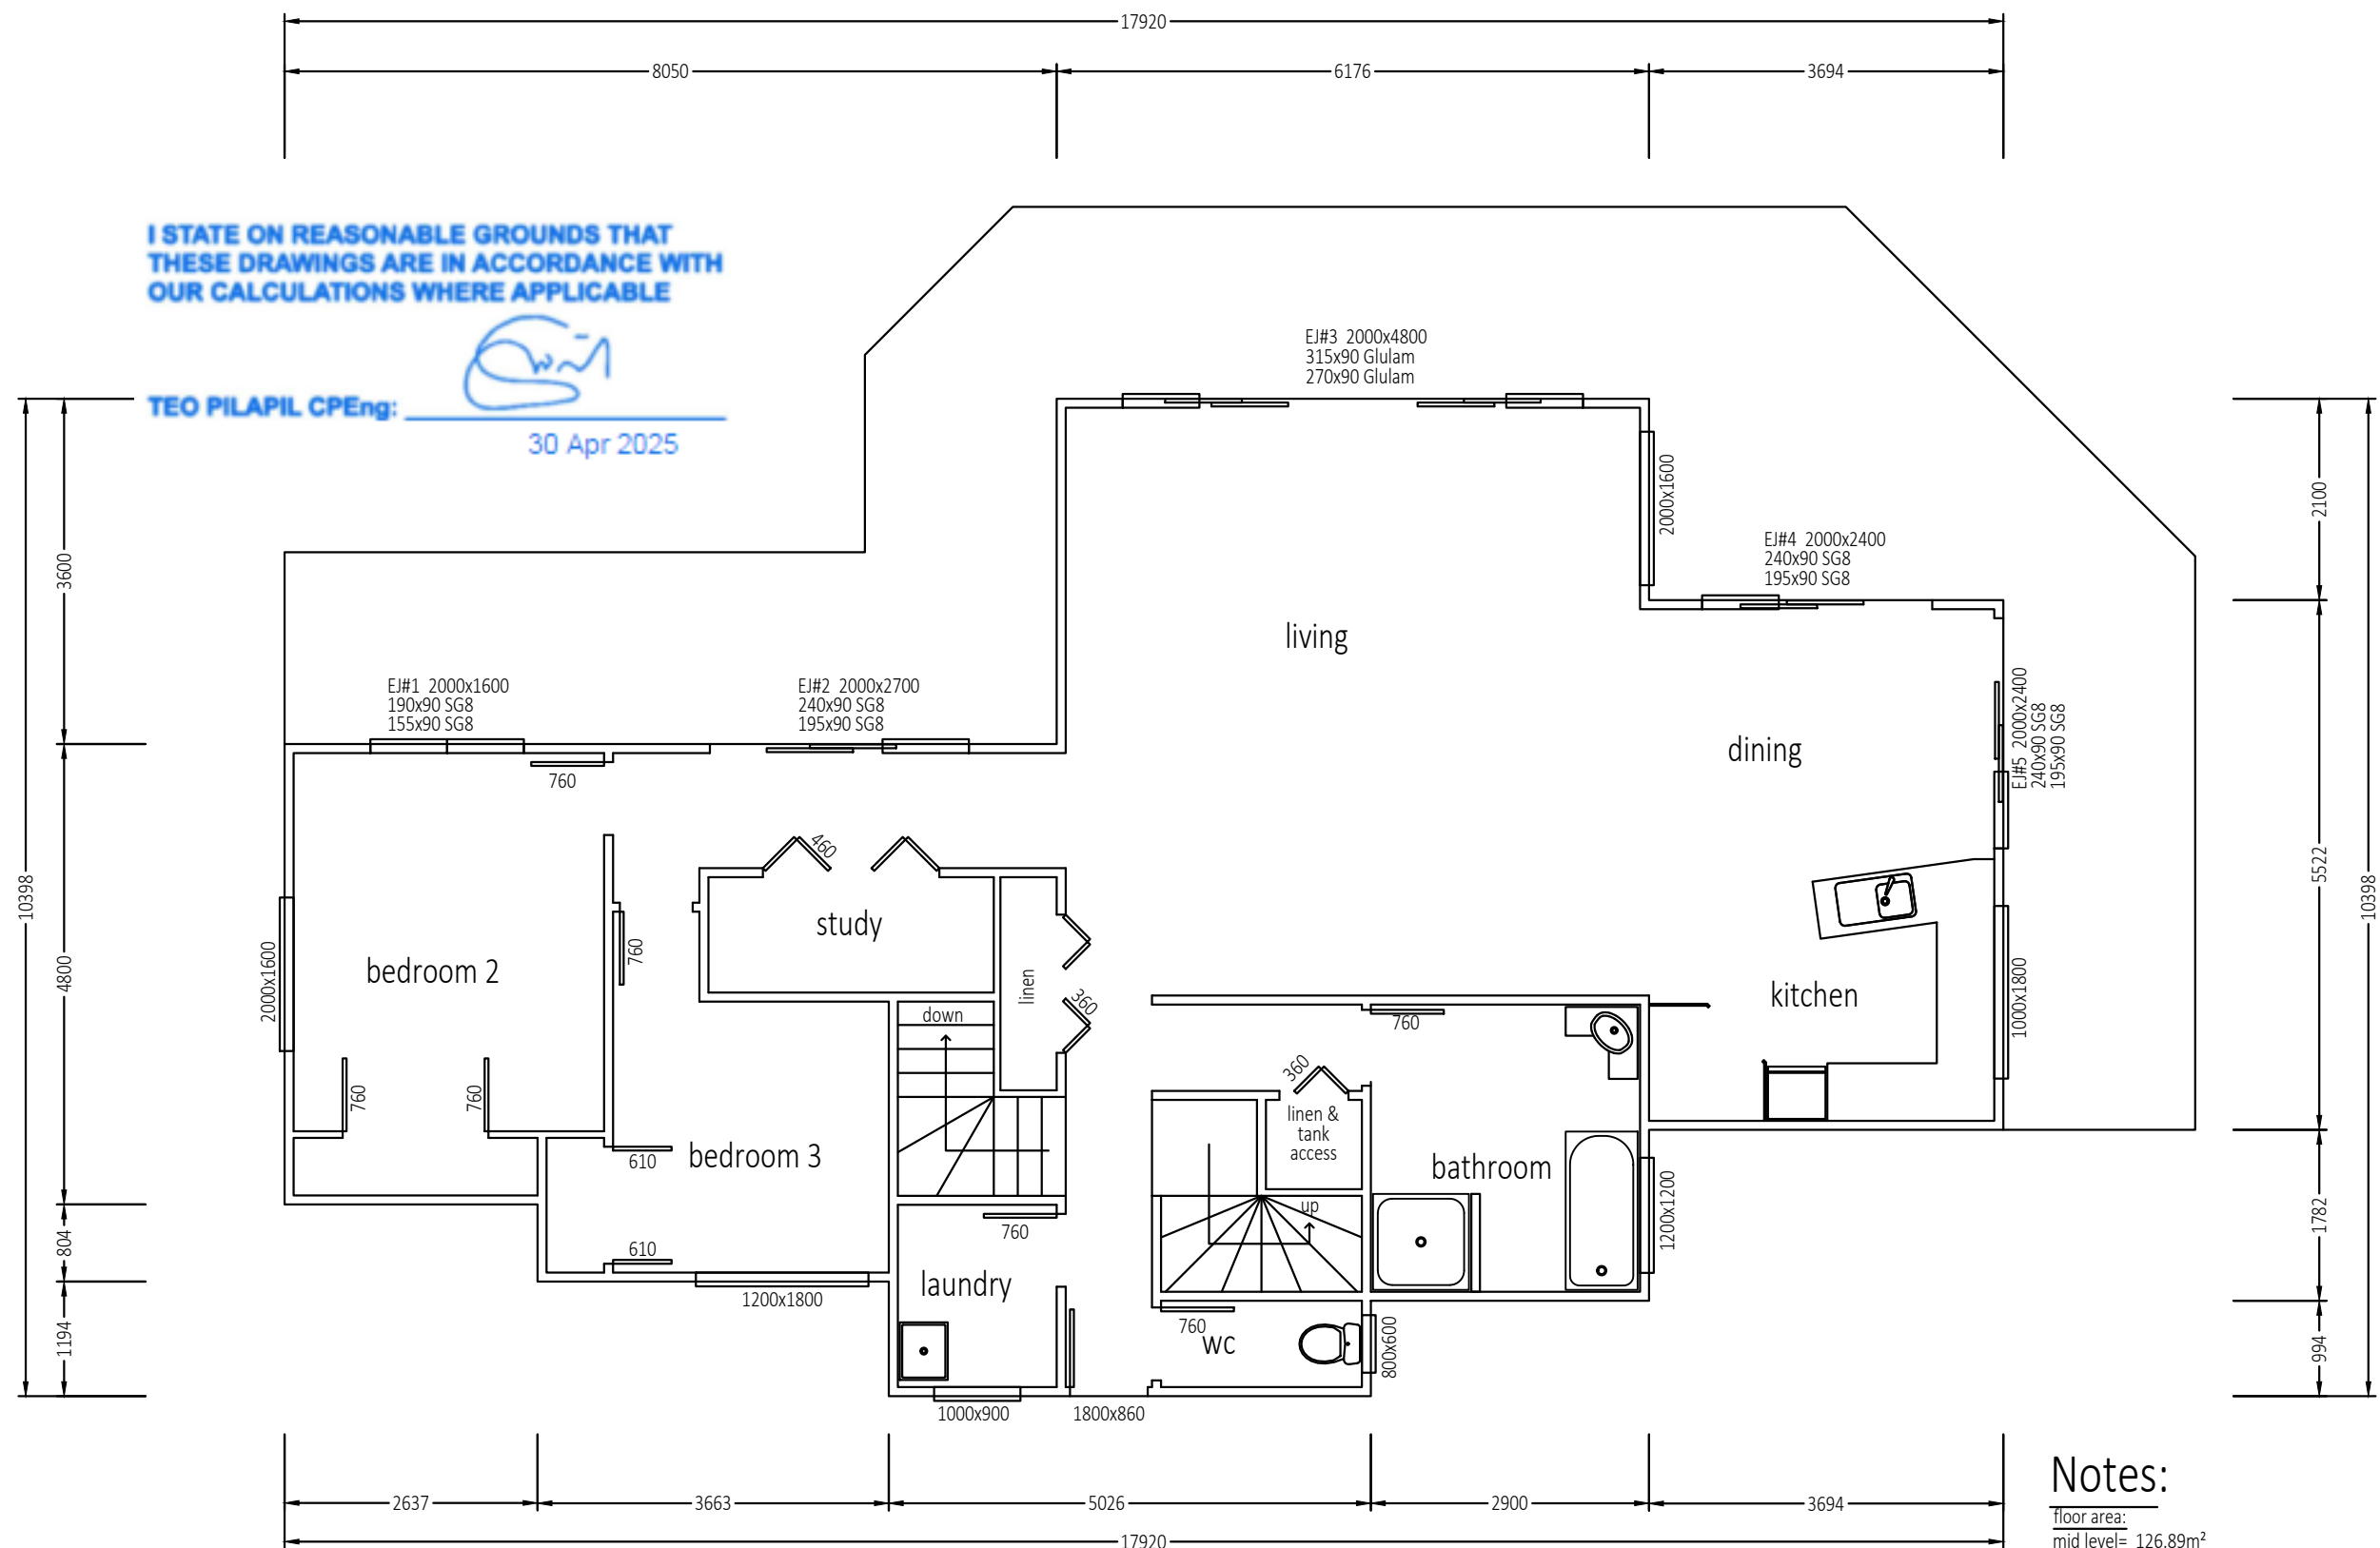 17920
8050
6176
3694
I STATE ON REASONABLE GROUNDS THAT
THESE DRAWINGS ARE IN ACCORDANCE WITH
OUR CALCULATIONS WHERE APPLICABLE
TEO PILAPIL CPEng:
30 Apr 2025
EJ#3 2000x4800
315x90 Glulam
270x90 Glulam
2000x1600
2100
EJ#4 2000x2400
240x90 SG8
195x90 SG8
3600
living
EJ#1 2000x1600
190x90 SG8
155x90 SG8
EJ#2 2000x2700
240x90 SG8
195x90 SG8
EJ#5 2000x2400
240x90 SG8
195x90 SG8
dining
760
460
10398
5522
10398
study
760
bedroom 2
4800
2000x1600
linen
360
kitchen
1000x1800
down
760
760
760
360
linen &
tank
access
610
bedroom 3
bathroom
up
1200x1200
1782
760
804
610
laundry
1200x1800
760
WC
800x600
1194
994
1000x900
1800x860
Notes:
2637
3663
5026
2900
3694
floor area:
mid level= 126.89m²
17920